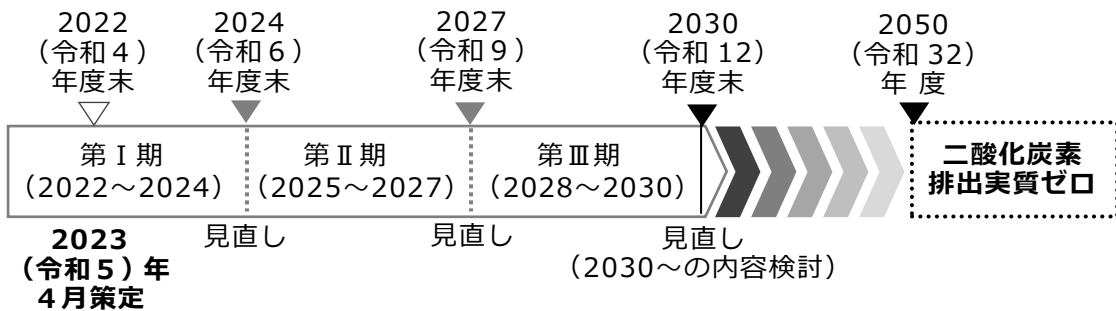 2022
（令和４）
年度末
2024
（令和６）
年度末
2027
（令和９）
年度末
2030
（令和 12）
年度末
2050
（令和 32）
年 度
第Ⅰ期
（2022～2024）
第Ⅱ期
（2025～2027）
第Ⅲ期
（2028～2030）
二酸化炭素
排出実質ゼロ
2023
（令和５）年
４月策定
見直し
見直し
見直し
（2030～の内容検討）